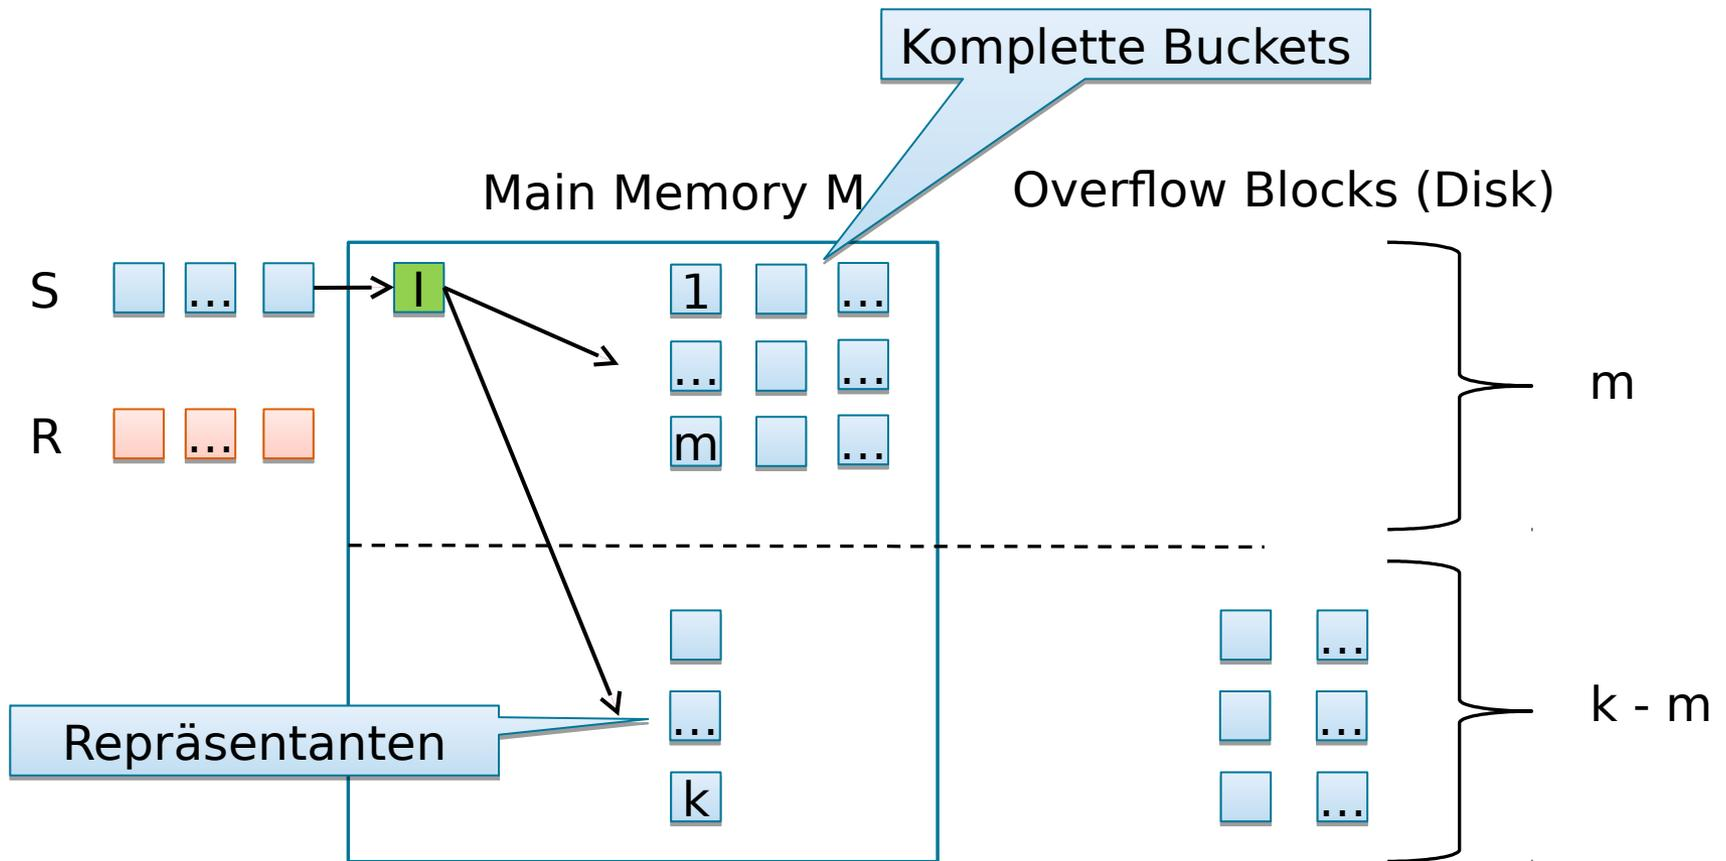 Komplette Buckets
Main Memory M
Overflow Blocks (Disk)
S ... I 1 ...
... ... m
R ... m ...
...
Repräsentanten ... ... k - m
k ...